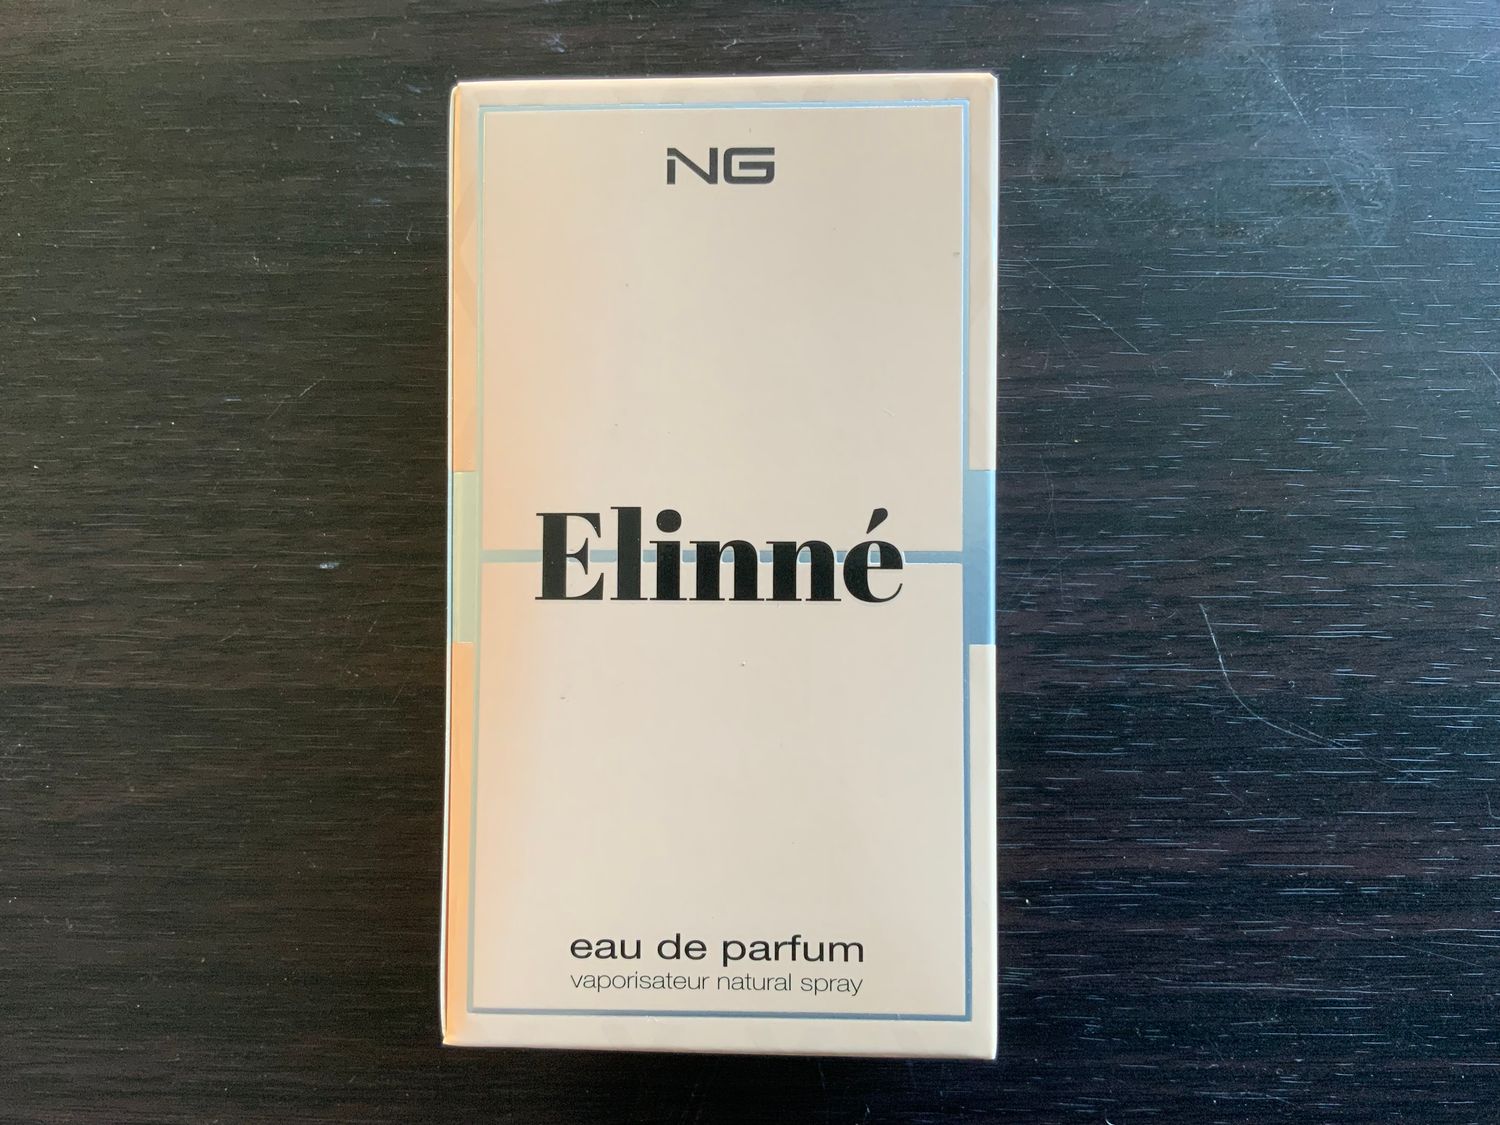 NG
Elinné
eau de parfum
vaporisateur natural spray